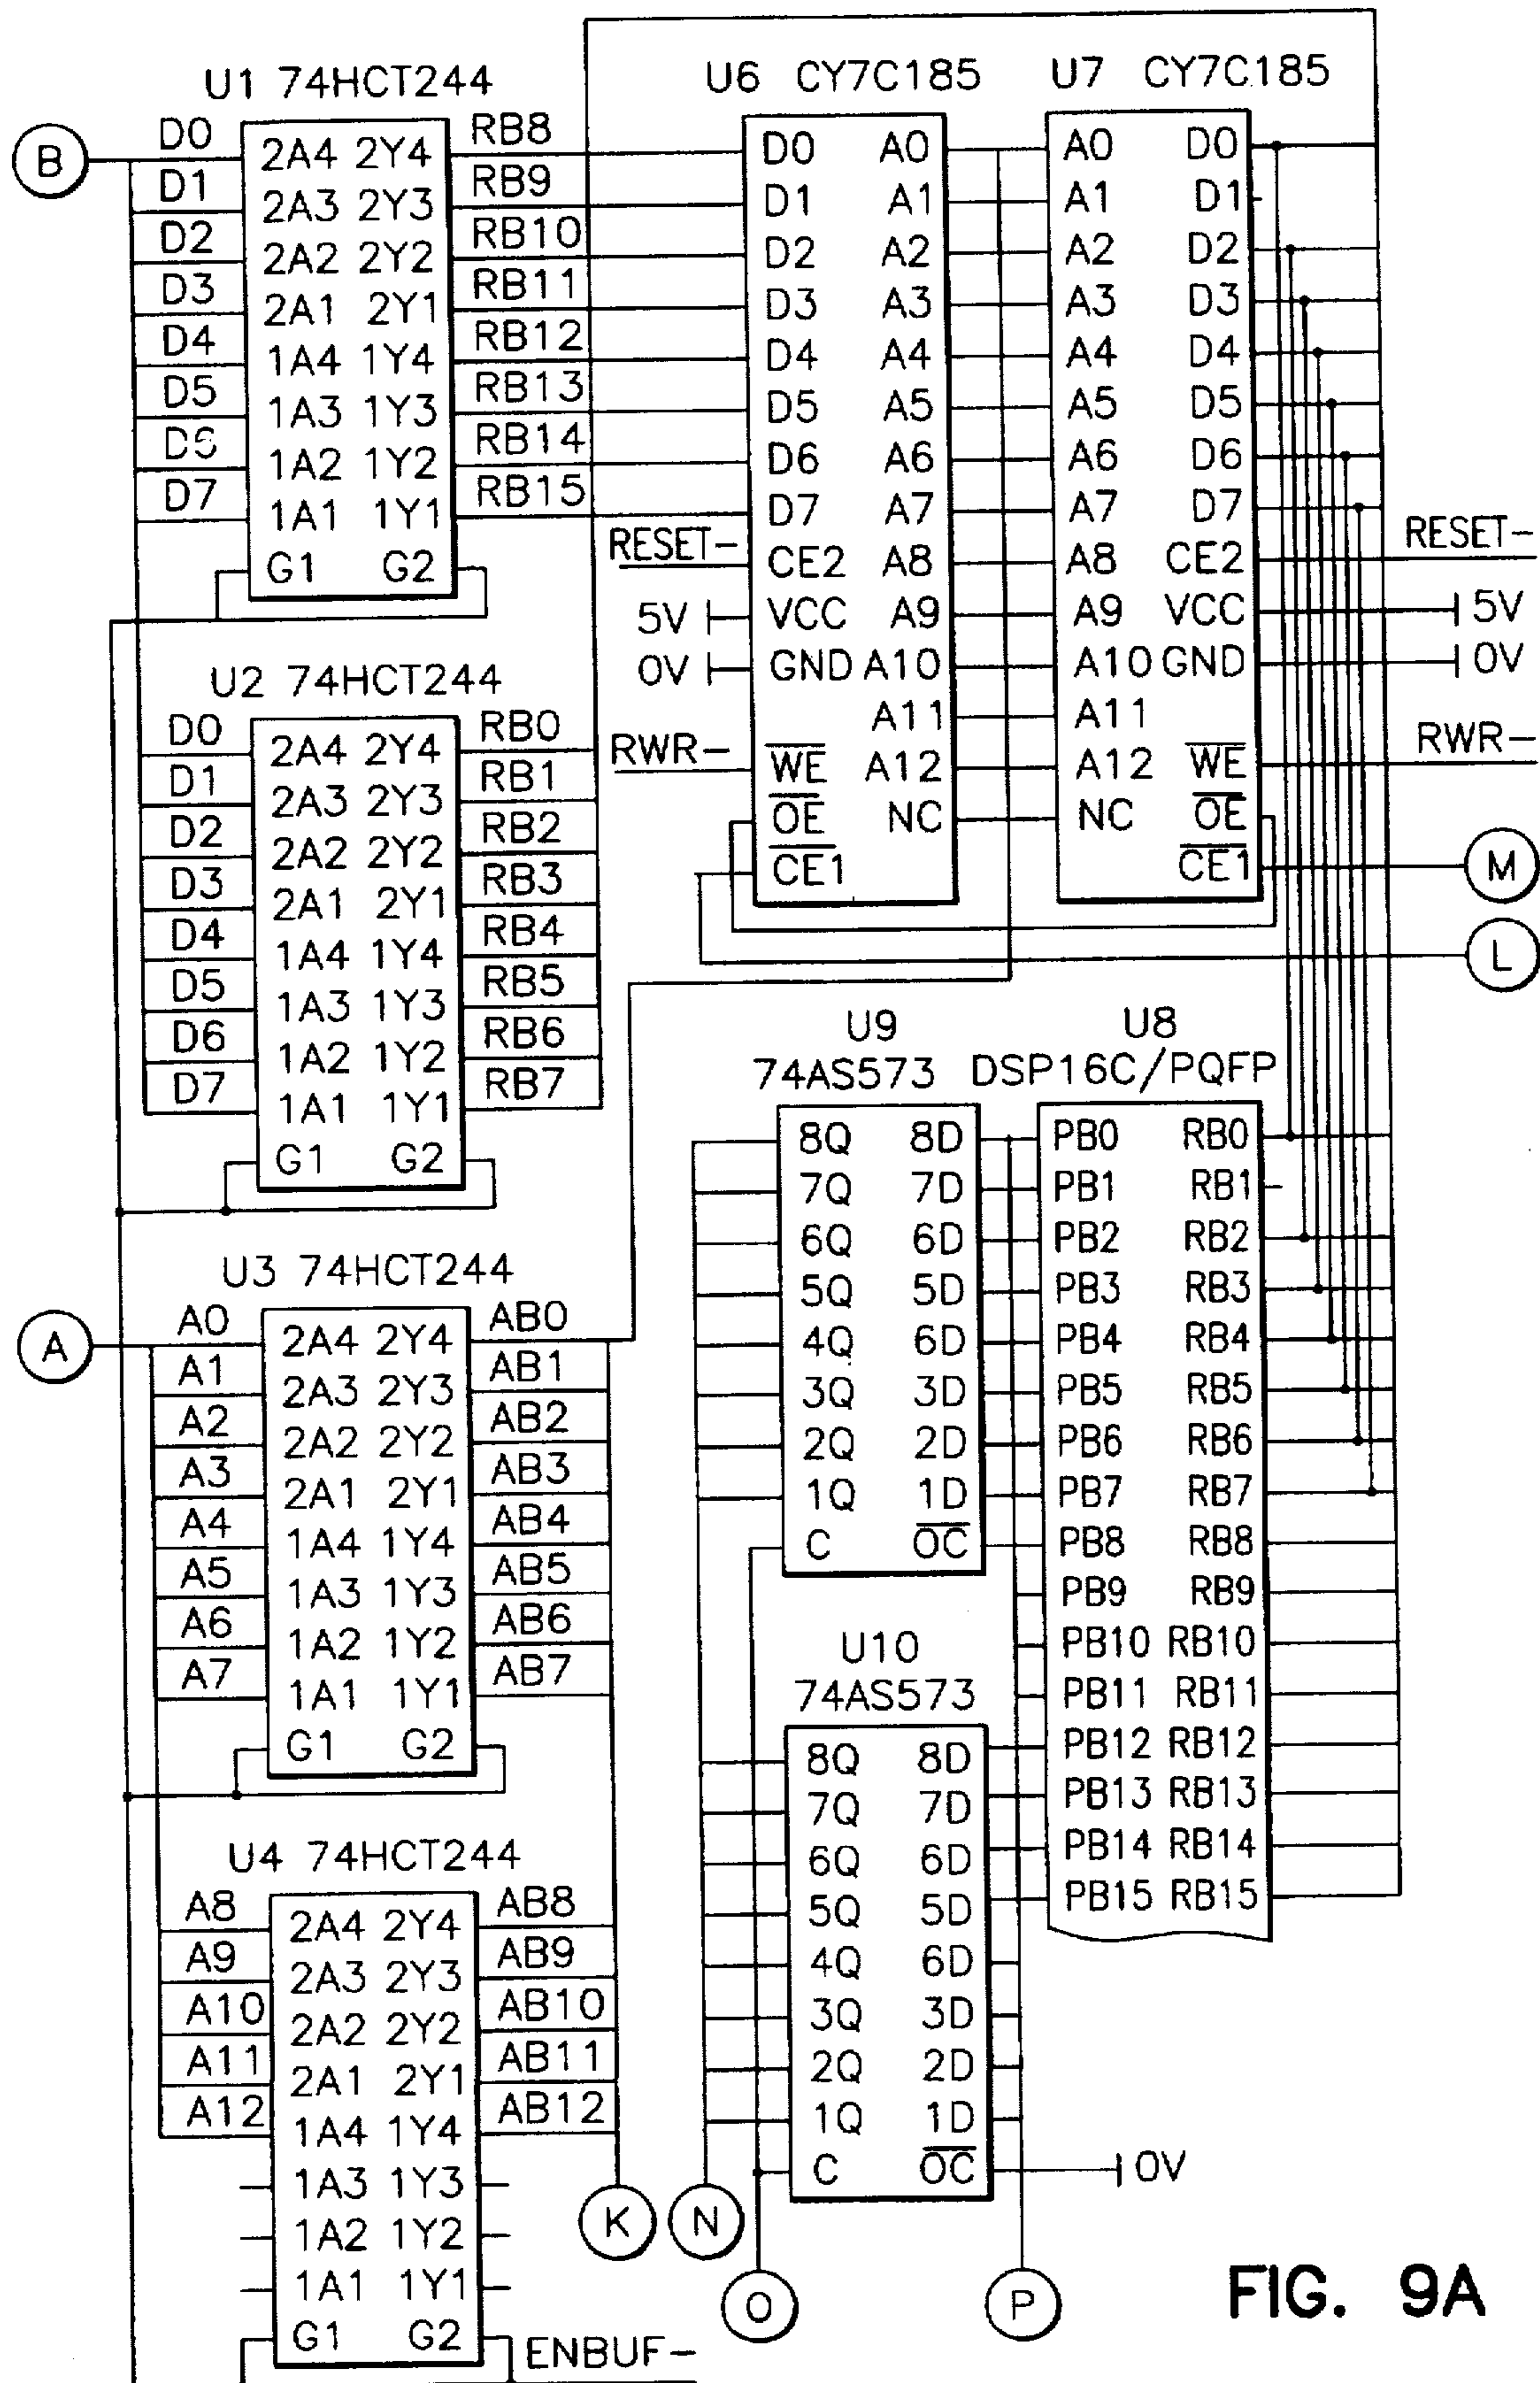 U1 74HCT244
B
D0 2A4 2Y4 RB8
D1 2A3 2Y3 RB9
D2 2A2 2Y2 RB10
D3 2A1 2Y1 RB11
D4 1A4 1Y4 RB12
D5 1A3 1Y3 RB13
D6 1A2 1Y2 RB14
D7 1A1 1Y1 RB15
G1 G2
U2 74HCT244
D0 2A4 2Y4 RB0
D1 2A3 2Y3 RB1
D2 2A2 2Y2 RB2
D3 2A1 2Y1 RB3
D4 1A4 1Y4 RB4
D5 1A3 1Y3 RB5
D6 1A2 1Y2 RB6
D7 1A1 1Y1 RB7
G1 G2
U3 74HCT244
A
A0 2A4 2Y4 AB0
A1 2A3 2Y3 AB1
A2 2A2 2Y2 AB2
A3 2A1 2Y1 AB3
A4 1A4 1Y4 AB4
A5 1A3 1Y3 AB5
A6 1A2 1Y2 AB6
A7 1A1 1Y1 AB7
G1 G2
U4 74HCT244
A8 2A4 2Y4 AB8
A9 2A3 2Y3 AB9
A10 2A2 2Y2 AB10
A11 2A1 2Y1 AB11
A12 1A4 1Y4 AB12
1A3 1Y3
1A2 1Y2
1A1 1Y1
G1 G2
ENBUF-
K
U6 CY7C185
D0 A0
D1 A1
D2 A2
D3 A3
D4 A4
D5 A5
D6 A6
D7 A7
RESET- CE2 A8
5V VCC A9
0V GND A10
A11
RWR- WE A12
OE NC
CE1
U7 CY7C185
A0 D0
A1 D1
A2 D2
A3 D3
A4 D4
A5 D5
A6 D6
A7 D7
A8 CE2 RESET-
A9 VCC 5V
A10 GND 0V
A11
A12 WE RWR-
NC OE
CE1 M
L
U9
74AS573
8Q 8D
7Q 7D
6Q 6D
5Q 5D
4Q 6D
3Q 3D
2Q 2D
1Q 1D
C OC
U8
DSP16C/PQFP
PB0 RB0
PB1 RB1
PB2 RB2
PB3 RB3
PB4 RB4
PB5 RB5
PB6 RB6
PB7 RB7
PB8 RB8
PB9 RB9
PB10 RB10
PB11 RB11
PB12 RB12
PB13 RB13
PB14 RB14
PB15 RB15
U10
74AS573
8Q 8D
7Q 7D
6Q 6D
5Q 5D
4Q 6D
3Q 3D
2Q 2D
1Q 1D
C OC 0V
N
O
P
FIG. 9A